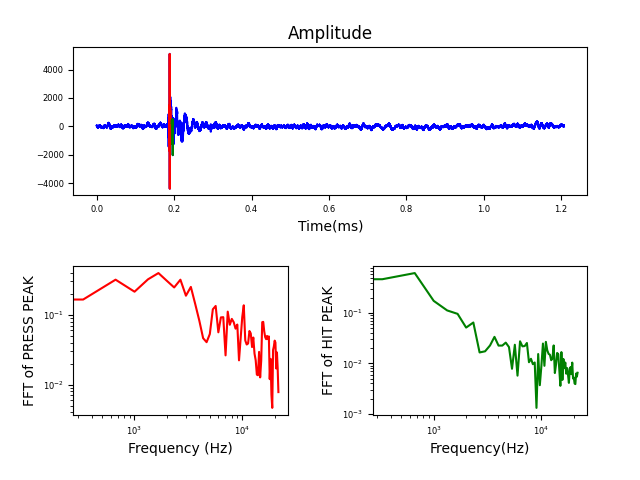 Amplitude
4000
2000
0
−2000
−4000
0.0 0.2 0.4 0.6 0.8 1.0 1.2
Time(ms)
FFT of PRESS PEAK
10⁻¹
10⁻²
10³ 10⁴
Frequency (Hz)
FFT of HIT PEAK
10⁻¹
10⁻²
10⁻³
10³ 10⁴
Frequency(Hz)